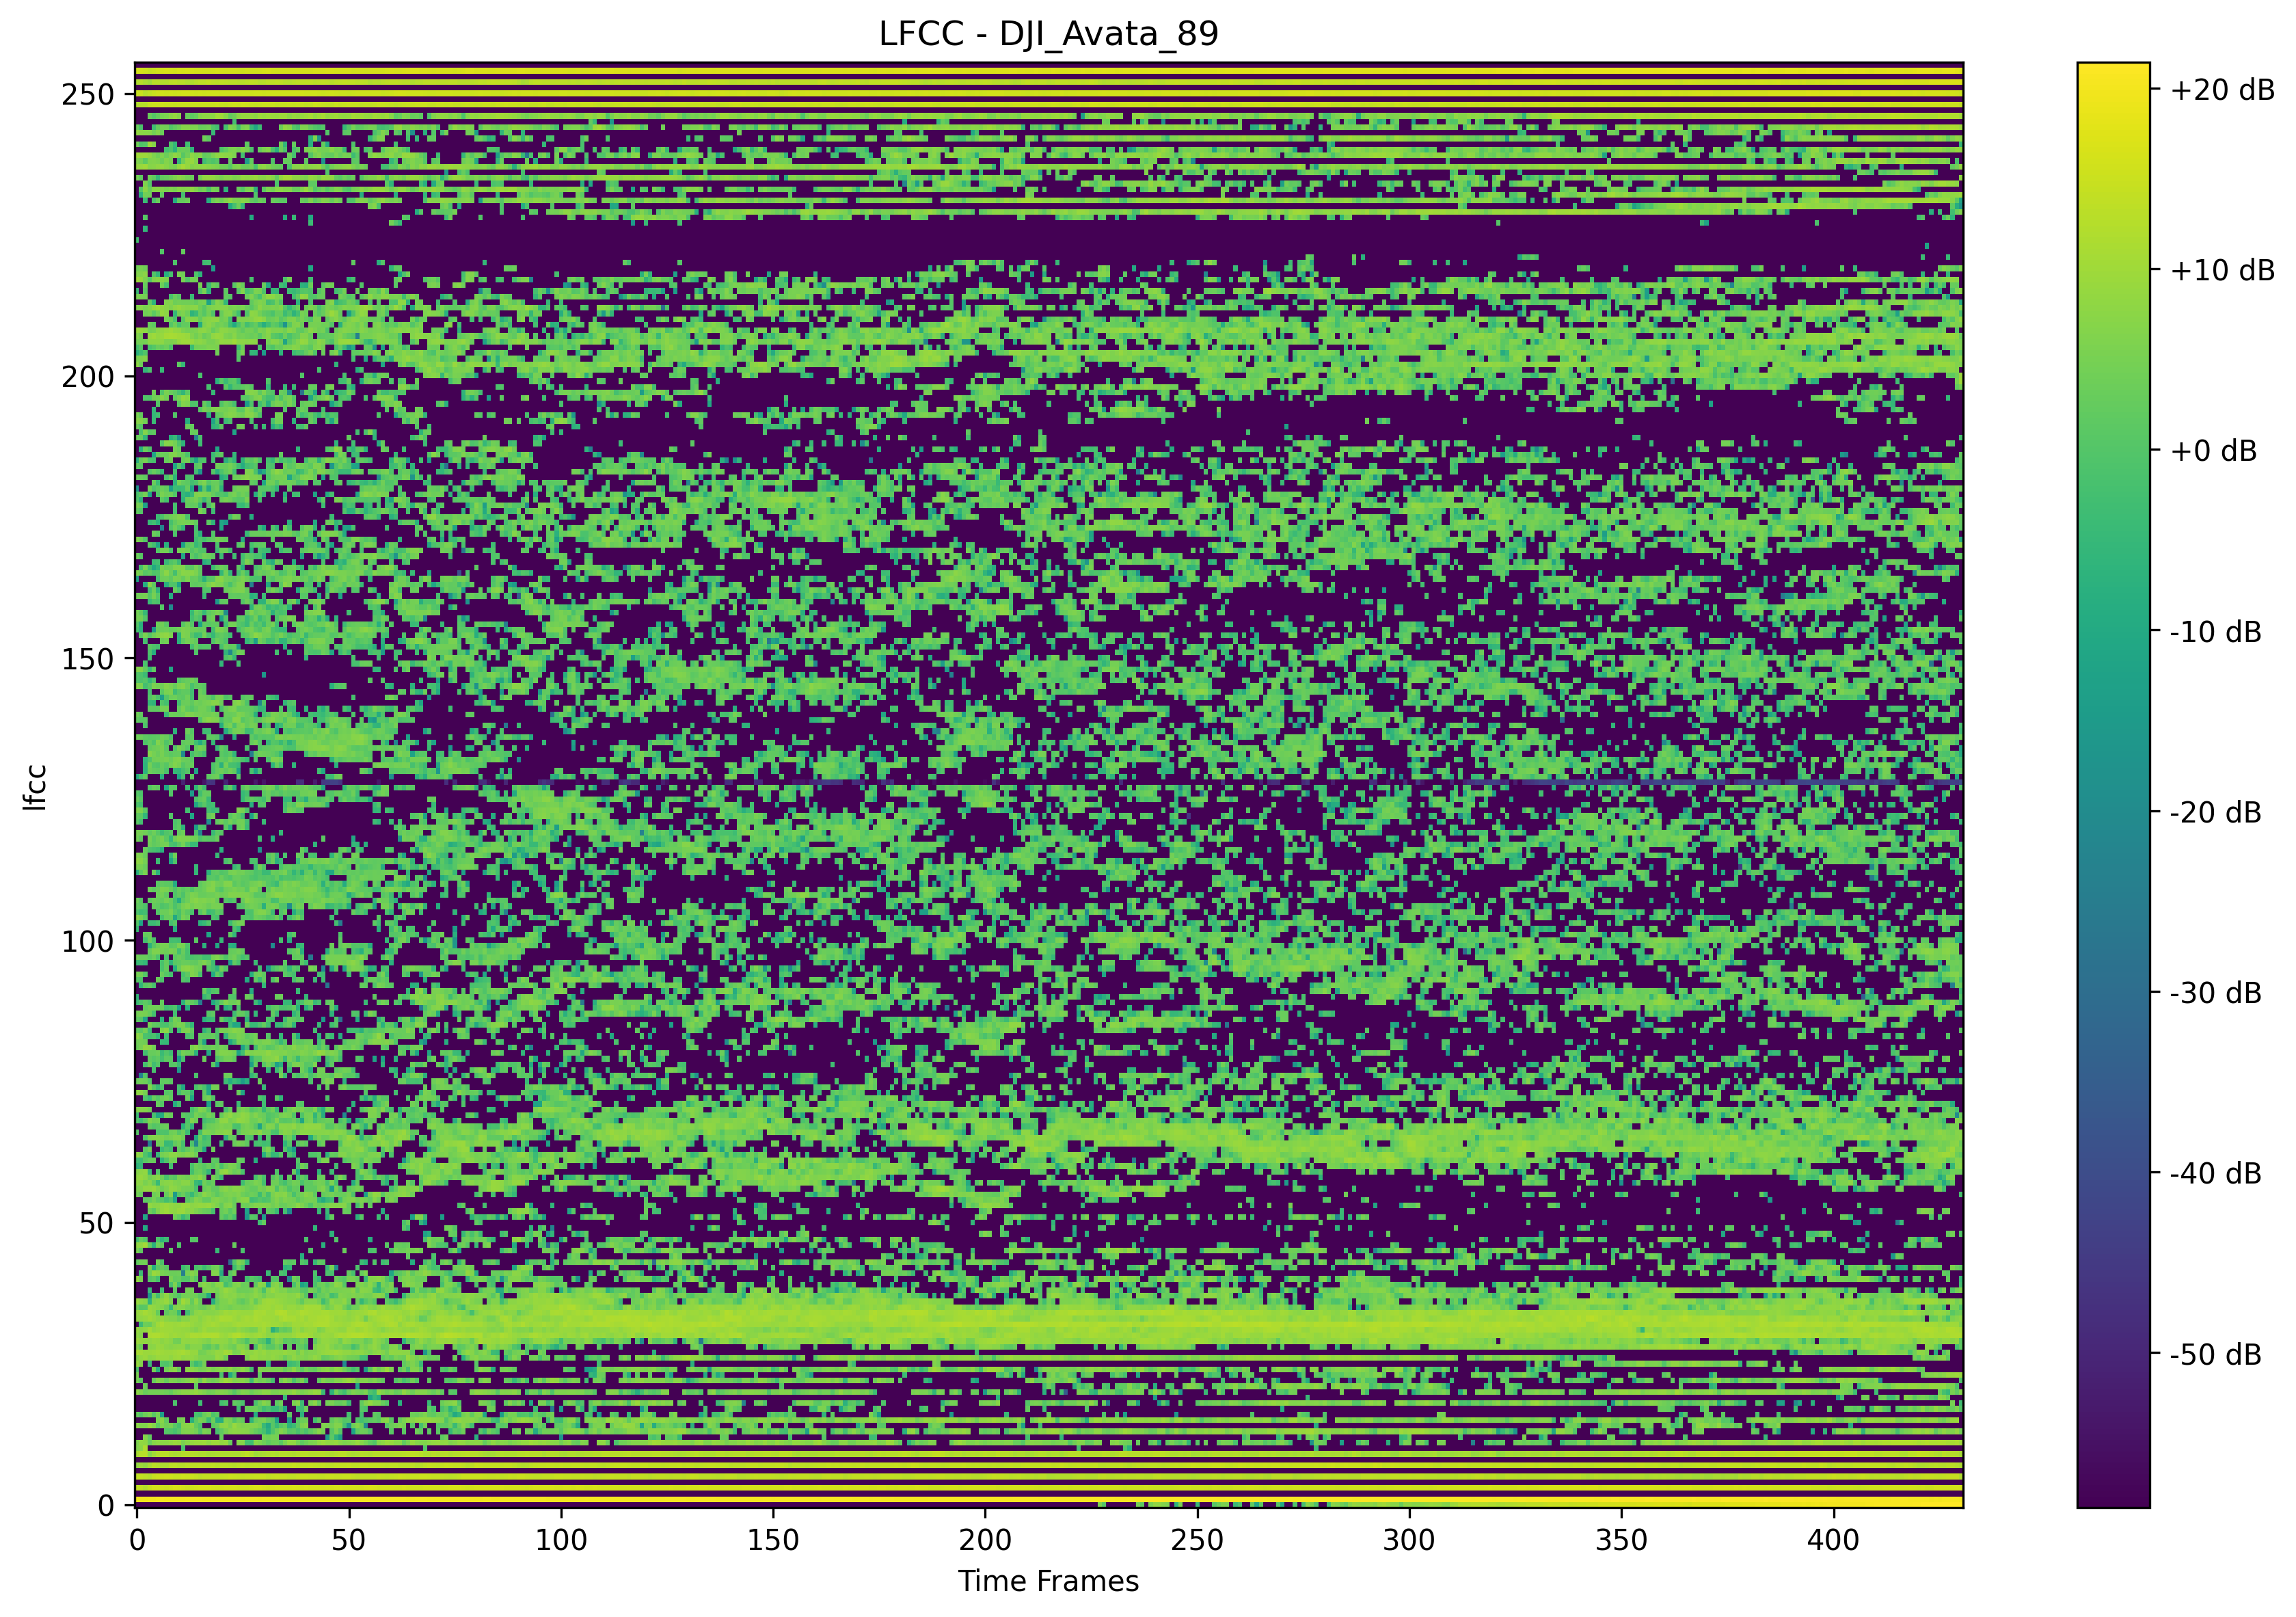 LFCC - DJI_Avata_89
250
200
150
100
50
0
lfcc
0 50 100 150 200 250 300 350 400
Time Frames
+20 dB
+10 dB
+0 dB
-10 dB
-20 dB
-30 dB
-40 dB
-50 dB